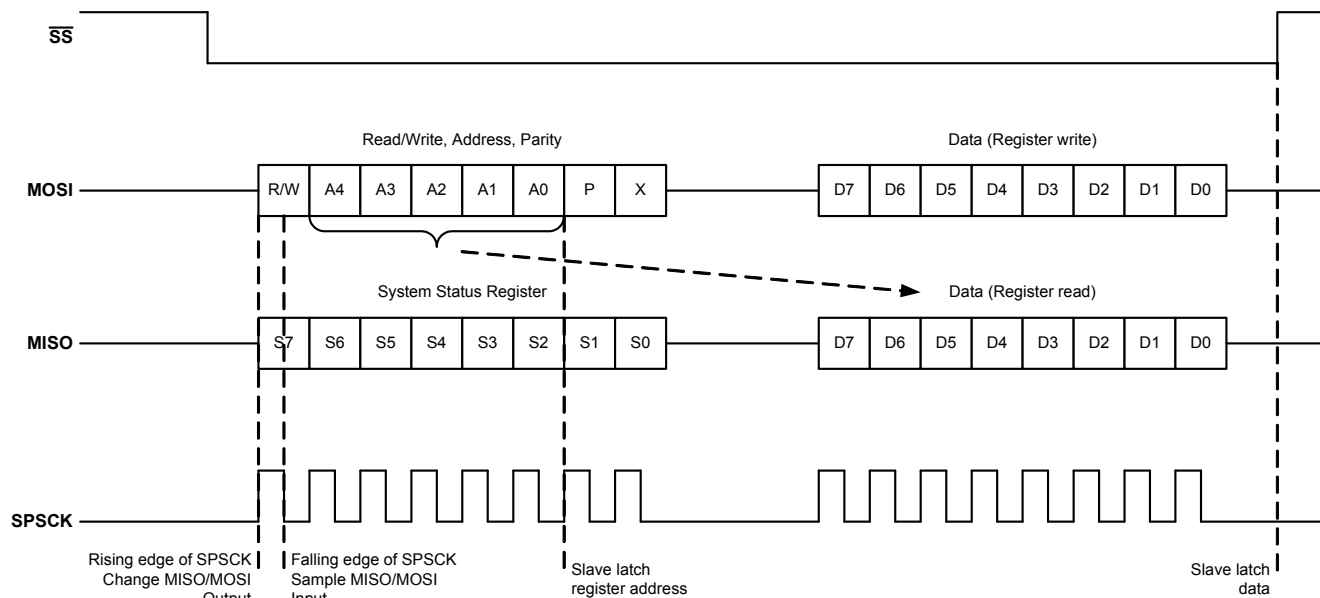 SS
Read/Write, Address, Parity
Data (Register write)
MOSI
R/W A4 A3 A2 A1 A0 P X
D7 D6 D5 D4 D3 D2 D1 D0
System Status Register
Data (Register read)
MISO
S7 S6 S5 S4 S3 S2 S1 S0
D7 D6 D5 D4 D3 D2 D1 D0
SPSCK
Rising edge of SPSCK
Change MISO/MOSI
Output
Falling edge of SPSCK
Sample MISO/MOSI
Input
Slave latch
register address
Slave latch
data